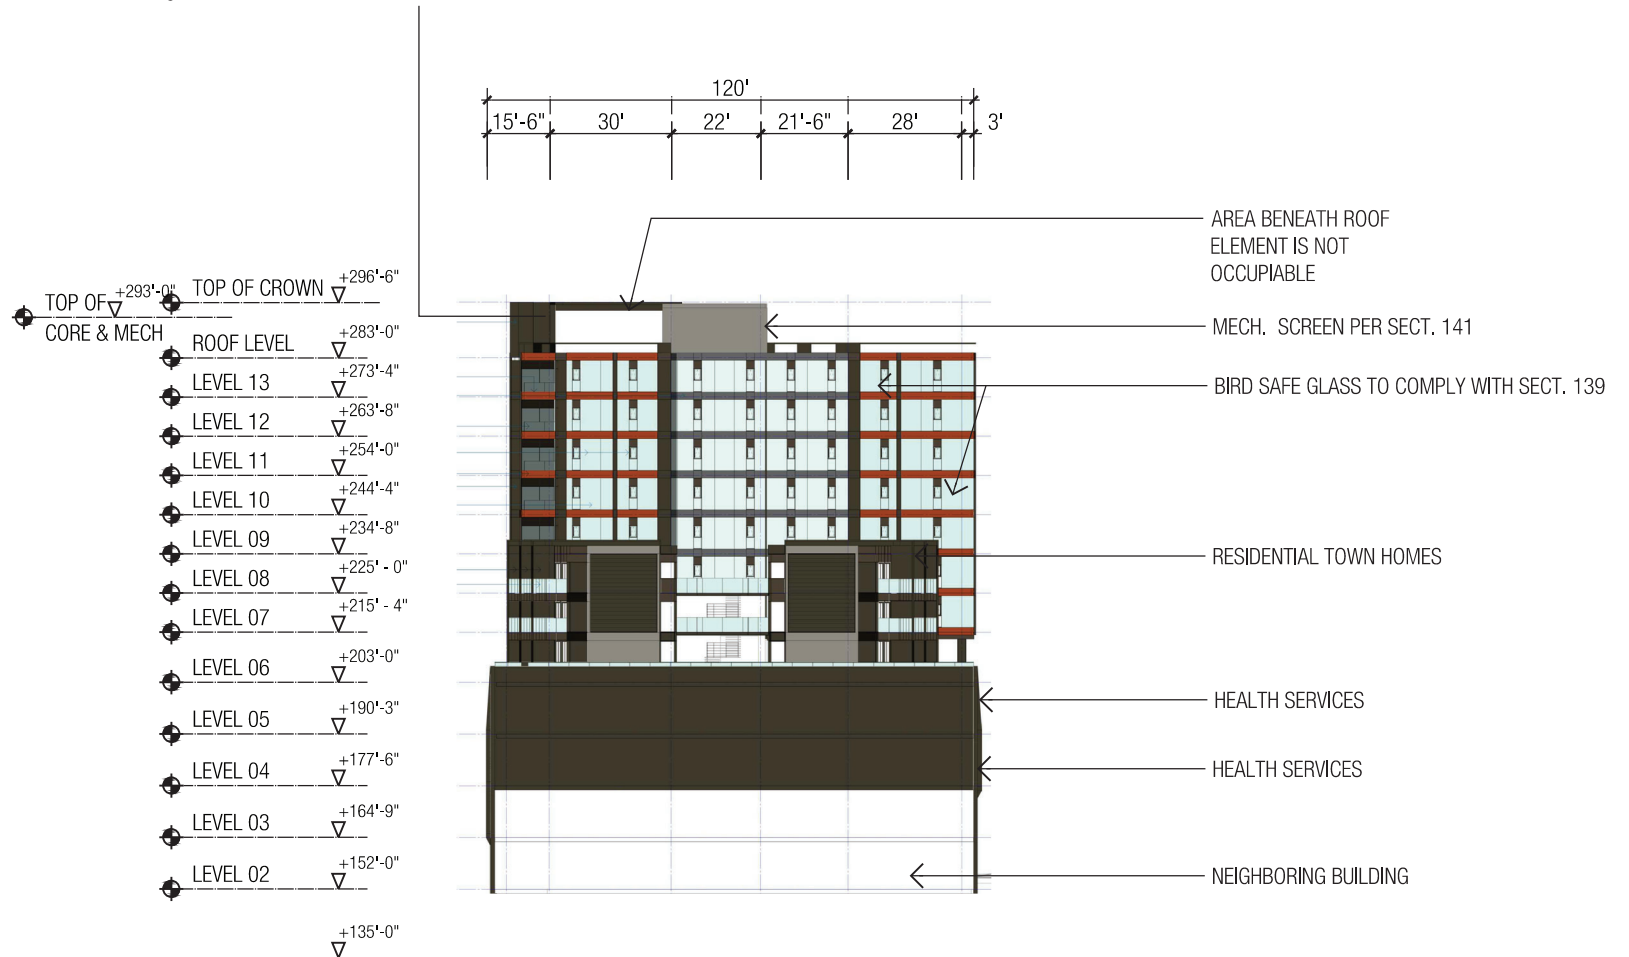 120'
15'-6" 30' 22' 21'-6" 28' 3'
AREA BENEATH ROOF
ELEMENT IS NOT
OCCUPIABLE
MECH. SCREEN PER SECT. 141
BIRD SAFE GLASS TO COMPLY WITH SECT. 139
RESIDENTIAL TOWN HOMES
HEALTH SERVICES
HEALTH SERVICES
NEIGHBORING BUILDING
TOP OF CROWN +296'-6"
TOP OF +293'-0"
CORE & MECH
ROOF LEVEL +283'-0"
LEVEL 13 +273'-4"
LEVEL 12 +263'-8"
LEVEL 11 +254'-0"
LEVEL 10 +244'-4"
LEVEL 09 +234'-8"
LEVEL 08 +225' - 0"
LEVEL 07 +215' - 4"
LEVEL 06 +203'-0"
LEVEL 05 +190'-3"
LEVEL 04 +177'-6"
LEVEL 03 +164'-9"
LEVEL 02 +152'-0"
+135'-0"